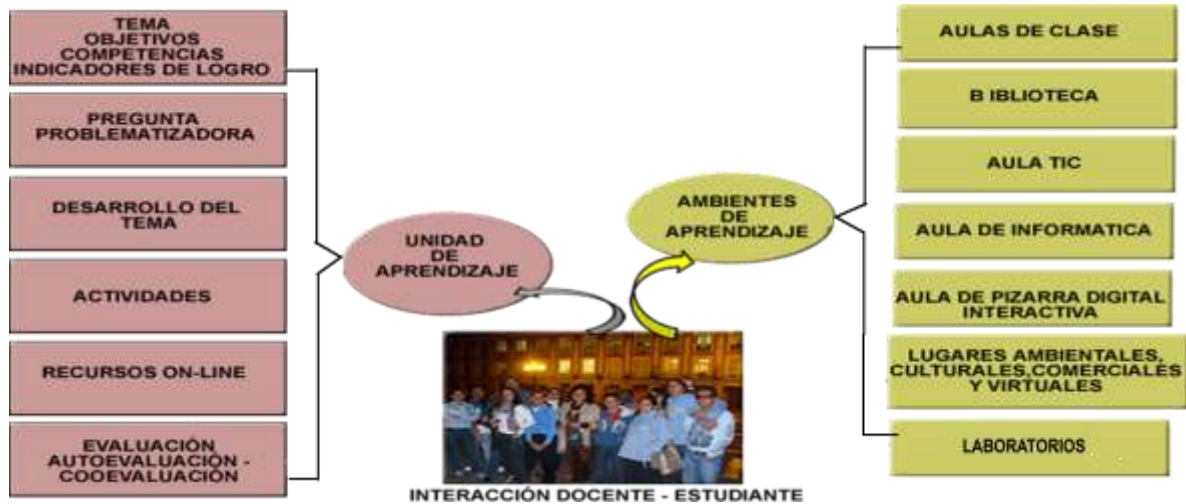 TEMA
OBJETIVOS
COMPETENCIAS
INDICADORES DE LOGRO
PREGUNTA
PROBLEMATIZADORA
DESARROLLO DEL
TEMA
ACTIVIDADES
RECURSOS ON-LINE
EVALUACIÓN
AUTOEVALUACIÓN -
COOEVALUACIÓN
UNIDAD
DE
APRENDIZAJE
AMBIENTES
DE
APRENDIZAJE
AULAS DE CLASE
B IBLIOTECA
AULA TIC
AULA DE INFORMATICA
AULA DE PIZARRA DIGITAL
INTERACTIVA
LUGARES AMBIENTALES,
CULTURALES,COMERCIALES
Y VIRTUALES
LABORATORIOS
INTERACCIÓN DOCENTE - ESTUDIANTE